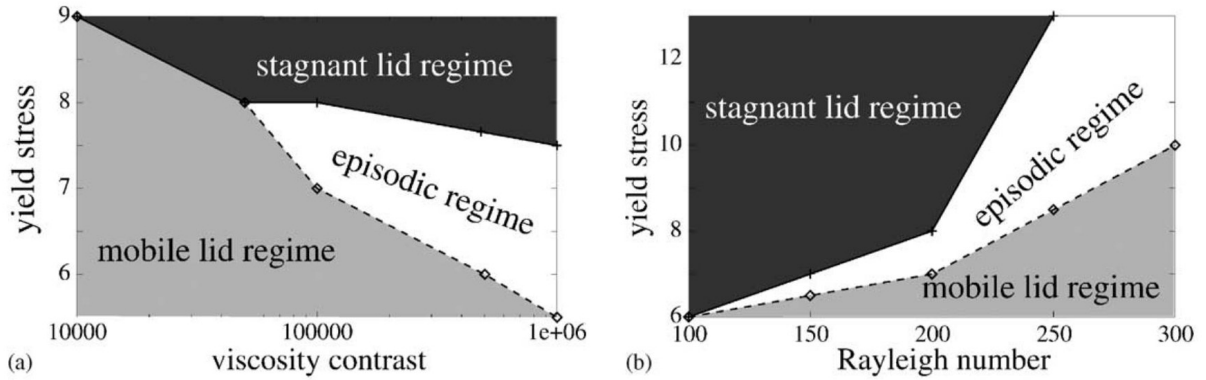 9
8
7
6
yield stress
stagnant lid regime
episodic regime
mobile lid regime
10000 100000 1e+06
(a) viscosity contrast
12
10
8
6
yield stress
stagnant lid regime
episodic regime
mobile lid regime
100 150 200 250 300
(b) Rayleigh number